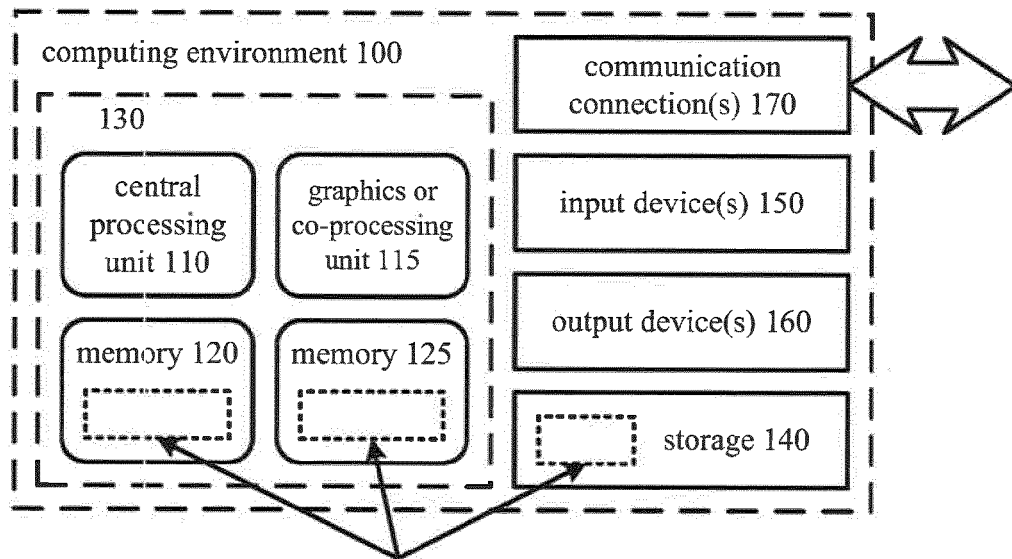 computing environment 100
130
central
processing
unit 110
graphics or
co-processing
unit 115
memory 120
memory 125
communication
connection(s) 170
input device(s) 150
output device(s) 160
storage 140